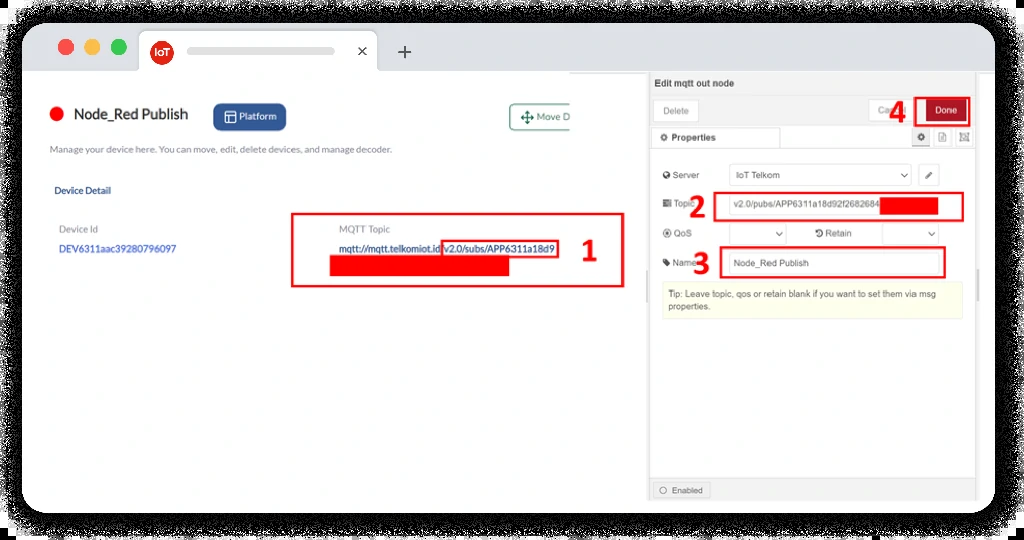 IoT
Node_Red Publish
Platform
Move D
Manage your device here. You can move, edit, delete devices, and manage decoder.
Device Detail
Device Id
DEV6311aac39280796097
MQTT Topic
mqtt://mqtt.telkomiot.id/v2.0/subs/APP6311a18d9
1
Edit mqtt out node
Delete
4
Done
Properties
Server
IoT Telkom
Topic
2
v2.0/pubs/APP6311a18d92f2682684
QoS
Retain
Name
3
Node_Red Publish
Tip: Leave topic, qos or retain blank if you want to set them via msg
properties.
Enabled